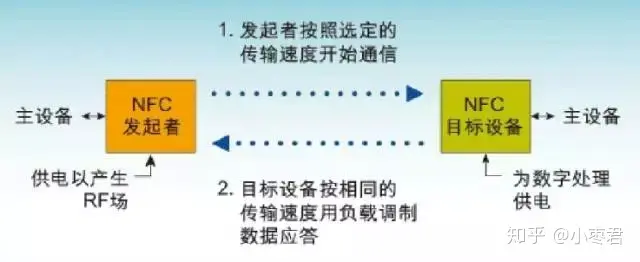 1. 发起者按照选定的
传输速度开始通信
主设备
NFC
发起者
NFC
目标设备
主设备
供电以产生
RF场
2. 目标设备按相同的
传输速度用负载调制
数据应答
为数字处理
供电
知乎 @小枣君